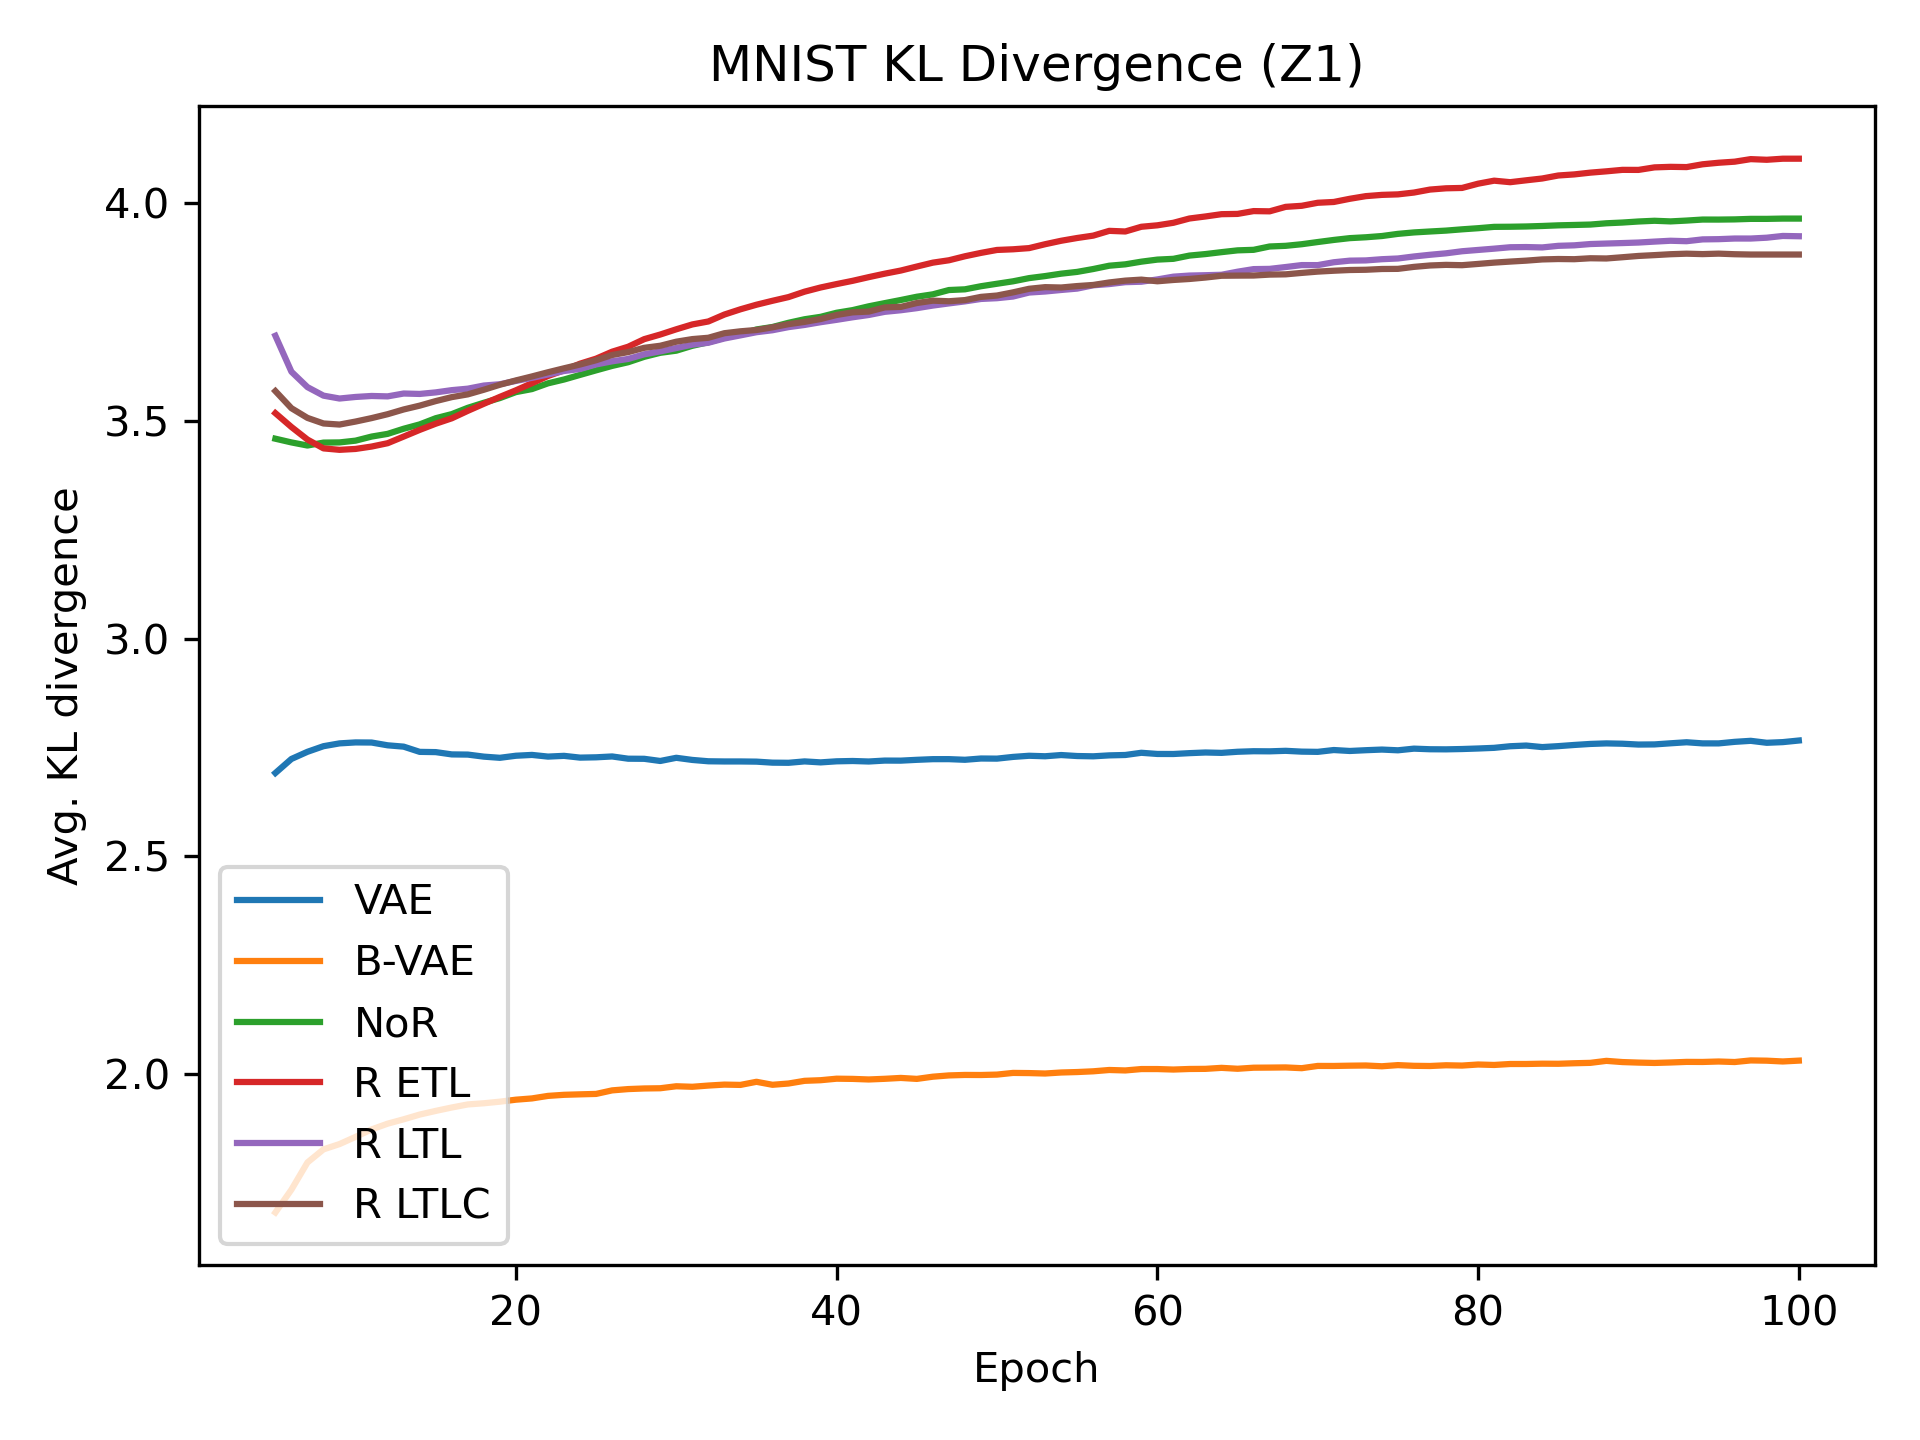 MNIST KL Divergence (Z1)
Avg. KL divergence
4.0
3.5
3.0
2.5
2.0
VAE
B-VAE
NoR
R ETL
R LTL
R LTLC
20
40
60
80
100
Epoch